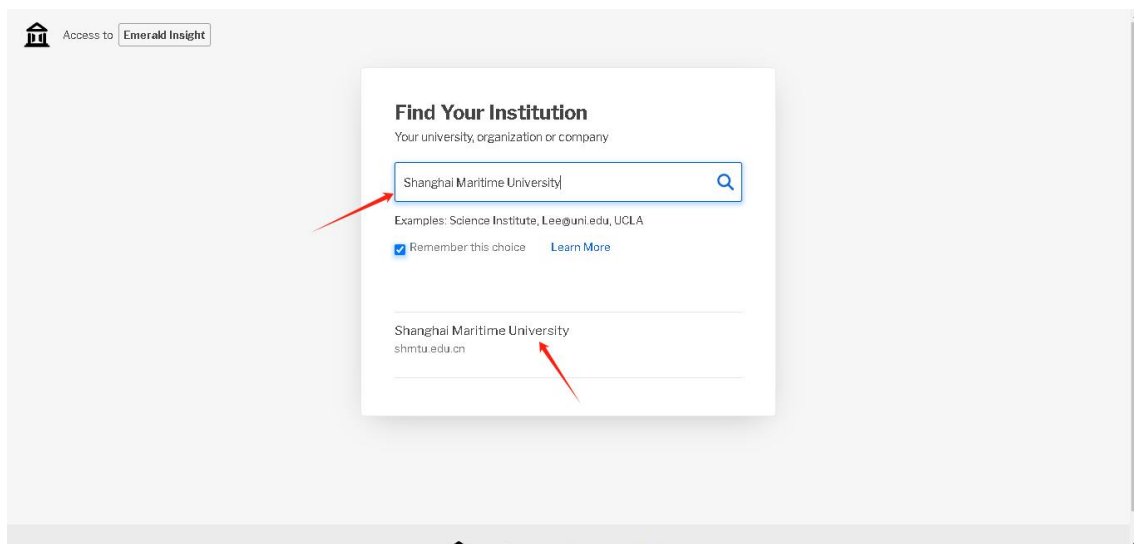 Access to Emerald Insight
Find Your Institution
Your university, organization or company
Shanghai Maritime University
Examples: Science Institute, Lee@uni.edu, UCLA
Remember this choice Learn More
Shanghai Maritime University
shmtu.edu.cn